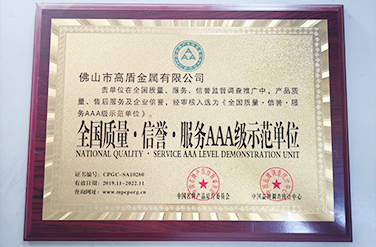 AAA
佛山市高盾金属有限公司
贵单位在全国质量、服务、信誉监督调查推广中，产品质
量、售后服务及企业信誉，经审核入选为《全国质量·信誉·服
务AAA级示范单位》。
全国质量·信誉·服务AAA级示范单位
NATIONAL QUALITY · SERVICE AAA LEVEL DEMONSTRATION UNIT
证书编号：CPGC-SA10280
有效日期：2019.11-2022.11